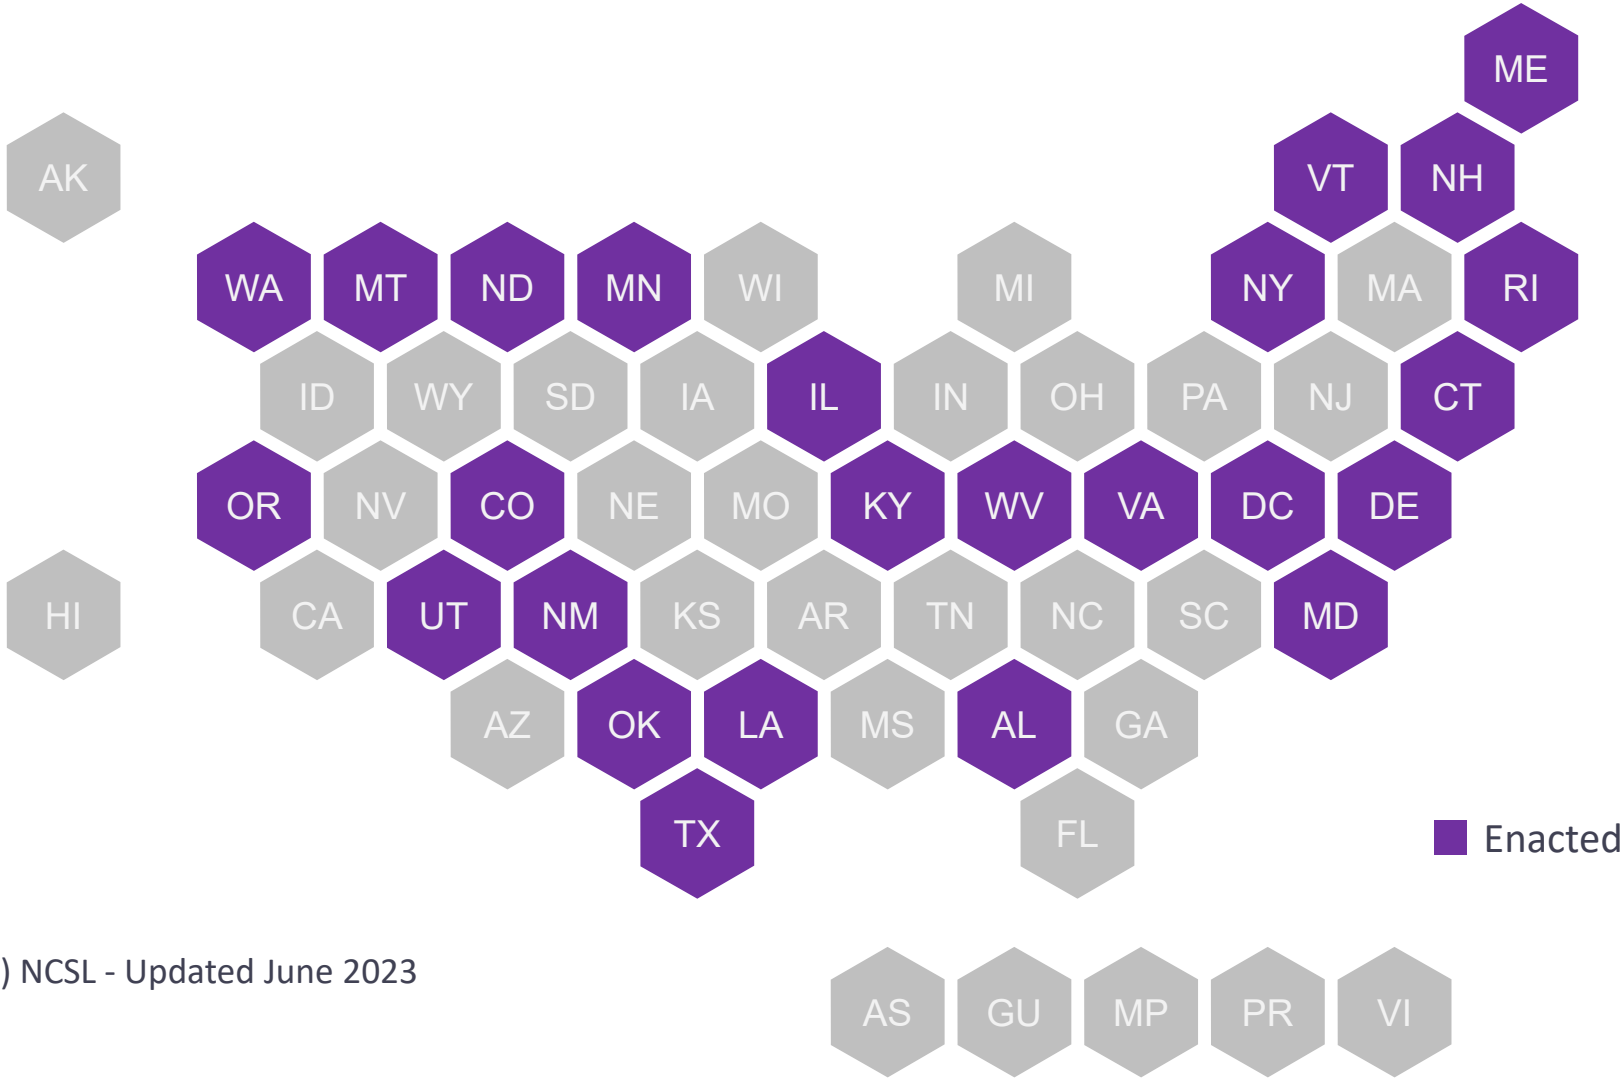 ME
AK
VT NH
WA MT ND MN WI MI NY MA RI
ID WY SD IA IL IN OH PA NJ CT
OR NV CO NE MO KY WV VA DC DE
HI CA UT NM KS AR TN NC SC MD
AZ OK LA MS AL GA
TX FL
Enacted
) NCSL - Updated June 2023
AS GU MP PR VI